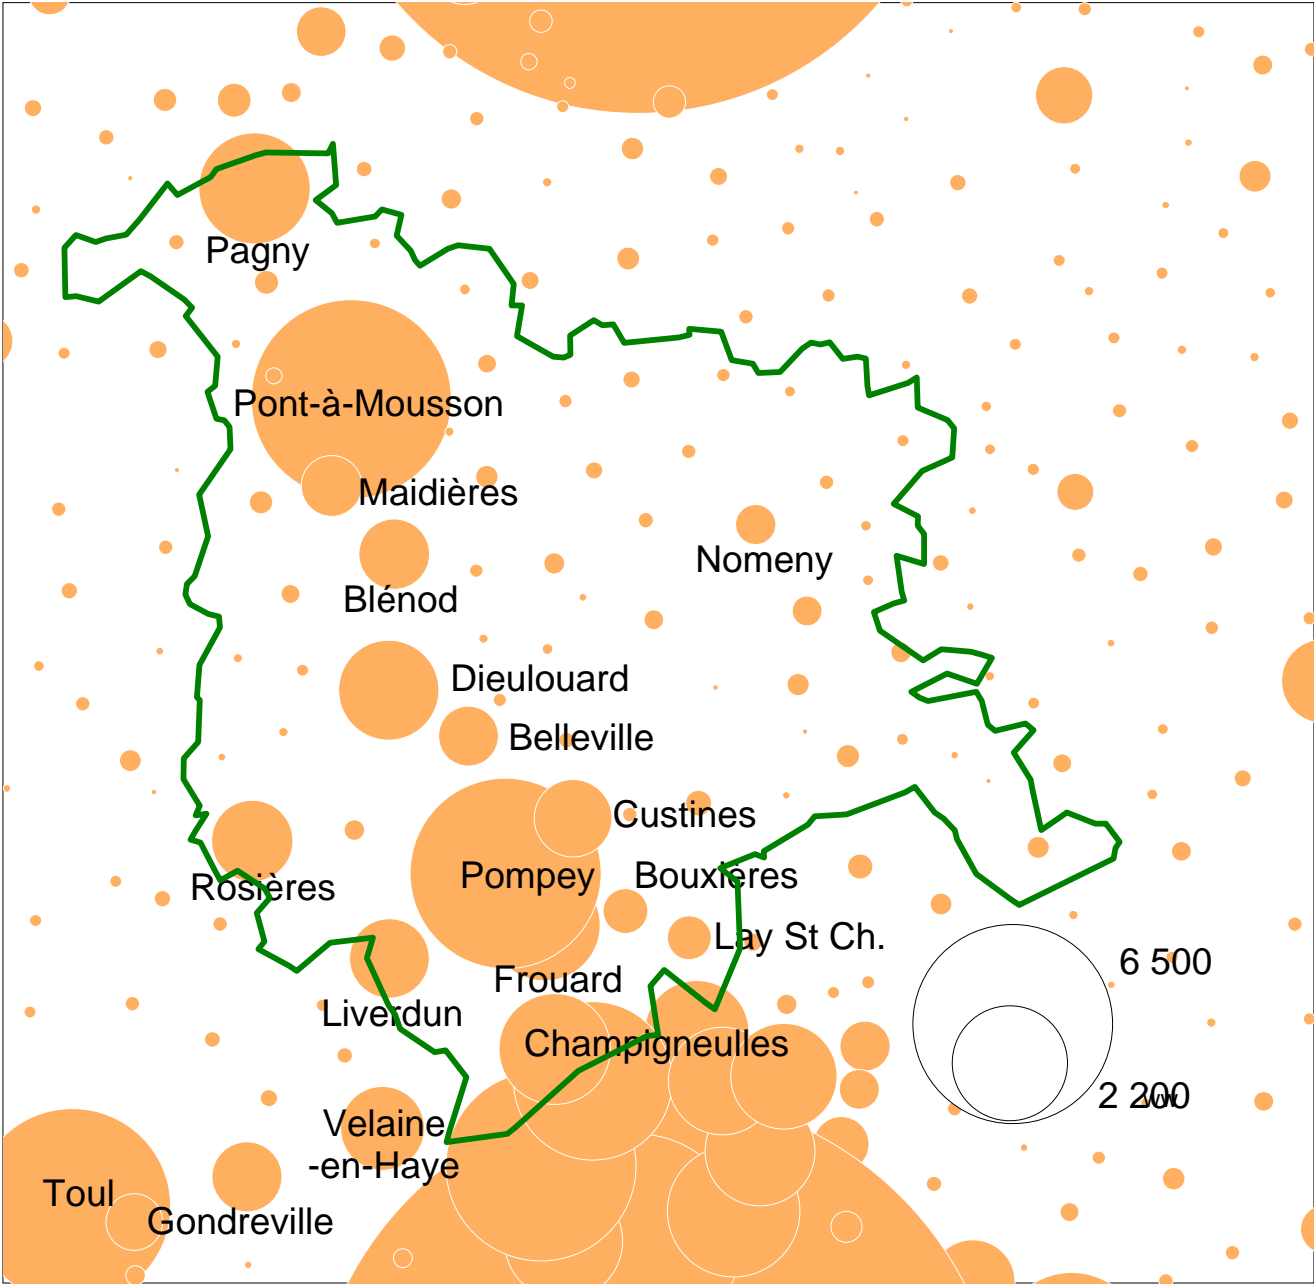 Pagny
Pont-à-Mousson
Maidières
Nomeny
Blénod
Dieulouard
Belleville
Custines
Pompey
Bouxières
Rosières
Lay St Ch.
6 500
Frouard
Liverdun
Champigneulles
2 200
Velaine
-en-Haye
Toul
Gondreville